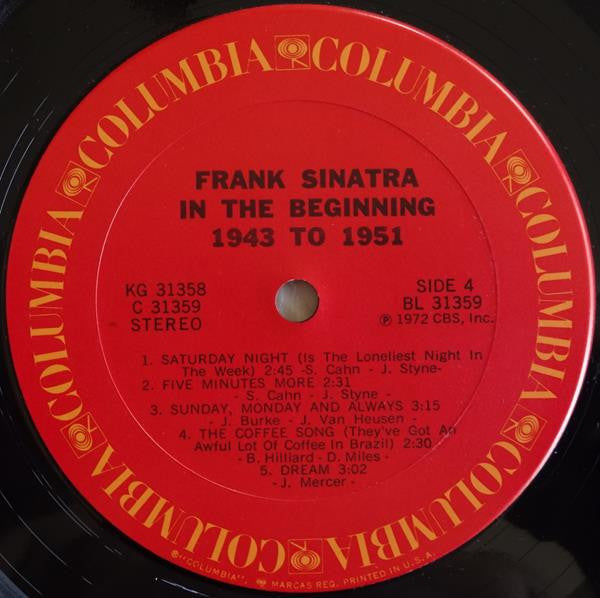 COLUMBIA COLUMBIA COLUMBIA COLUMBIA COLUMBIA COLUMBIA
FRANK SINATRA
IN THE BEGINNING
1943 TO 1951
KG 31358
C 31359
STEREO
SIDE 4
BL 31359
Ⓟ 1972 CBS, Inc.
1. SATURDAY NIGHT (Is The Loneliest Night In
The Week) 2:45 -S. Cahn - J. Styne-
2. FIVE MINUTES MORE 2:31
- S. Cahn - J. Styne -
3. SUNDAY, MONDAY AND ALWAYS 3:15
- J. Burke - J. Van Heusen -
4. THE COFFEE SONG (They've Got An
Awful Lot Of Coffee In Brazil) 2:30
- B. Hilliard - D. Miles -
5. DREAM 3:02
- J. Mercer -
©"COLUMBIA", MARCAS REG. PRINTED IN U.S.A.